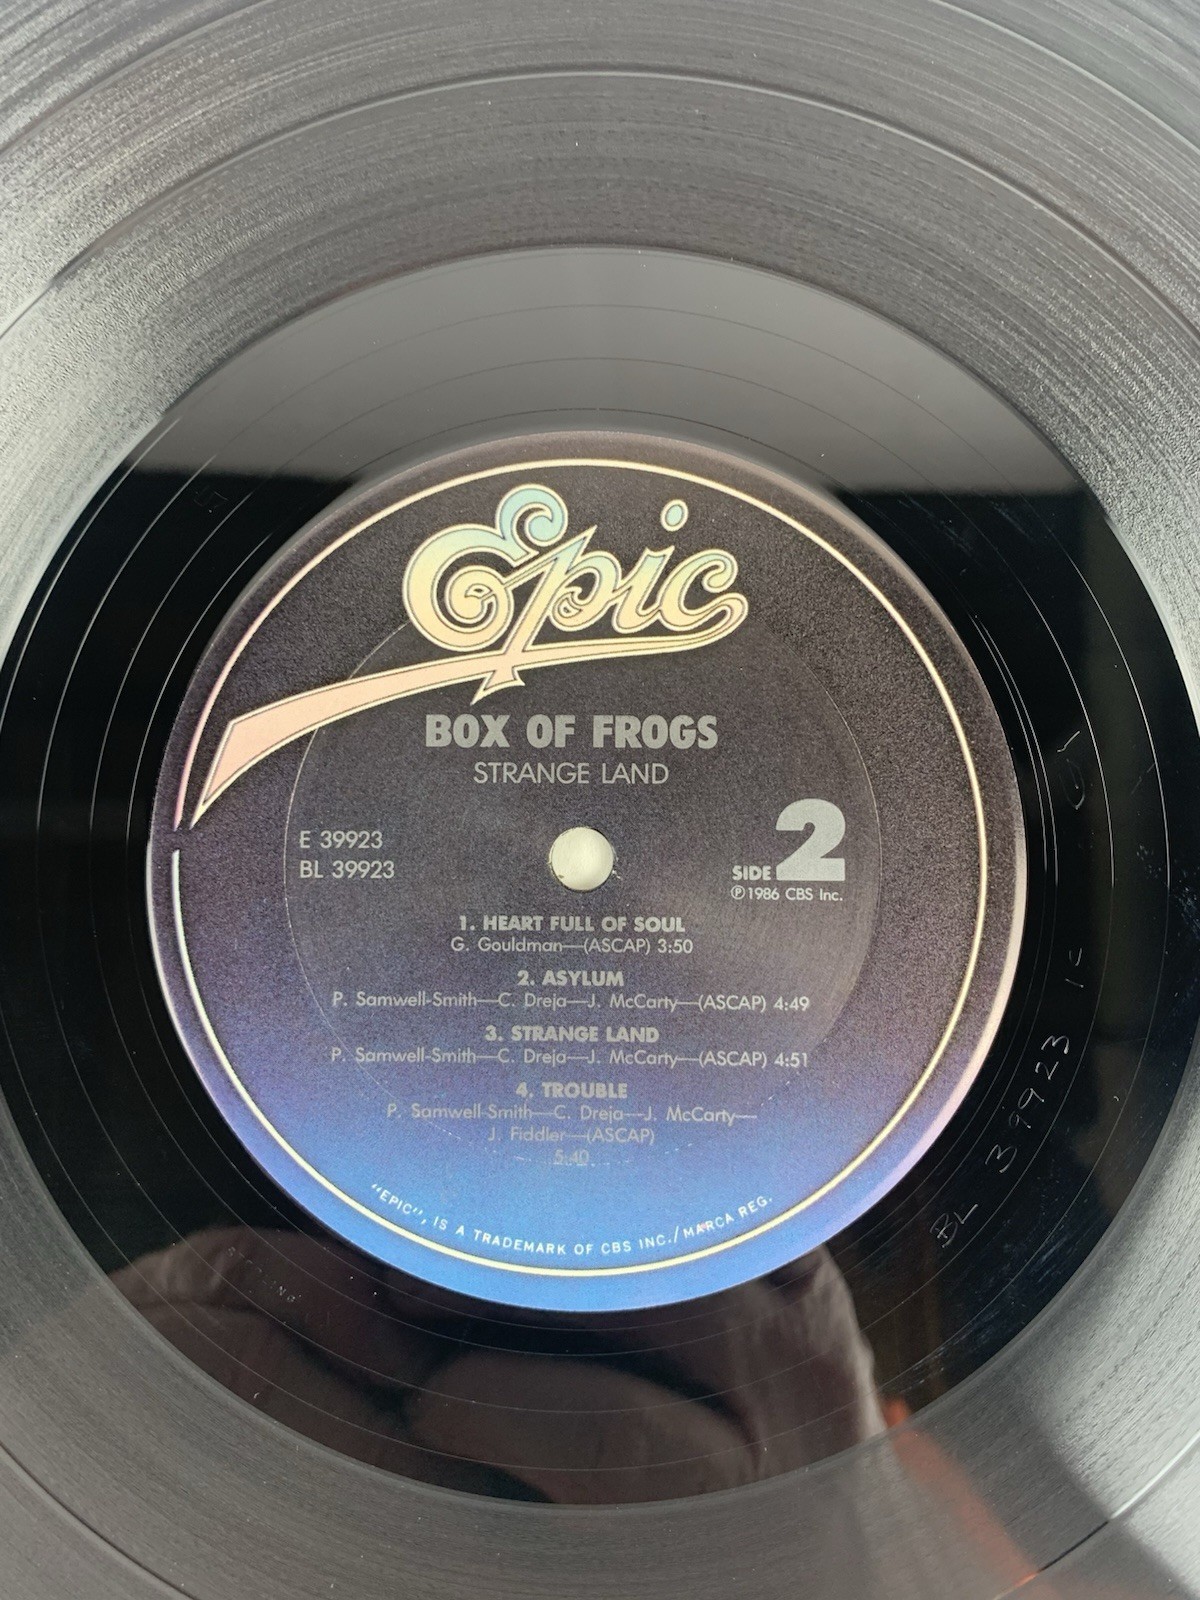 Epic
BOX OF FROGS
STRANGE LAND
E 39923
BL 39923
SIDE 2
℗1986 CBS Inc.
1. HEART FULL OF SOUL
G. Gouldman—(ASCAP) 3:50
2. ASYLUM
P. Samwell-Smith—C. Dreja—J. McCarty—(ASCAP) 4:49
3. STRANGE LAND
P. Samwell-Smith—C. Dreja—J. McCarty—(ASCAP) 4:51
4. TROUBLE
P. Samwell-Smith—C. Dreja—J. McCarty—
J. Fiddler—(ASCAP)
5:40
"EPIC", IS A TRADEMARK OF CBS INC./MARCA REG.
BL 39923